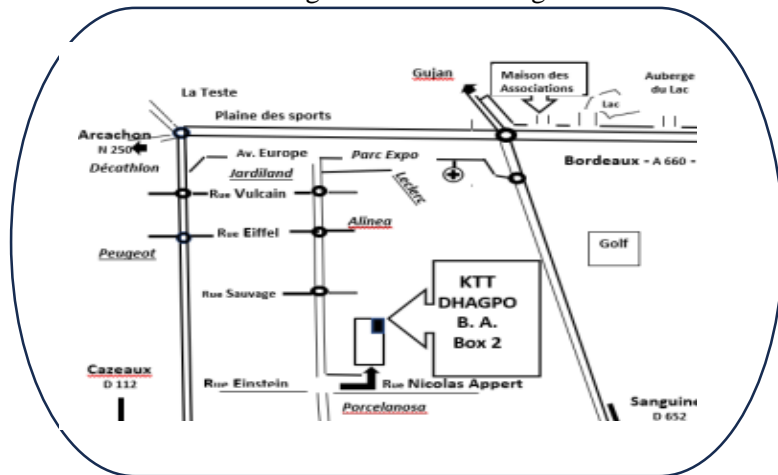 Gujan
Maison des
Associations
Auberge
du Lac
Lac
La Teste
Plaine des sports
Arcachon
N 250
Décathlon
Av. Europe
Parc Expo
Bordeaux - A 660 -
Jardiland
Leclerc
Rue Vulcain
Alinea
Rue Eiffel
Golf
Peugeot
KTT
DHAGPO
B. A.
Box 2
Rue Sauvage
Cazeaux
D 112
Rue Einstein
Rue Nicolas Appert
Porcelanosa
Sanguine
D 652